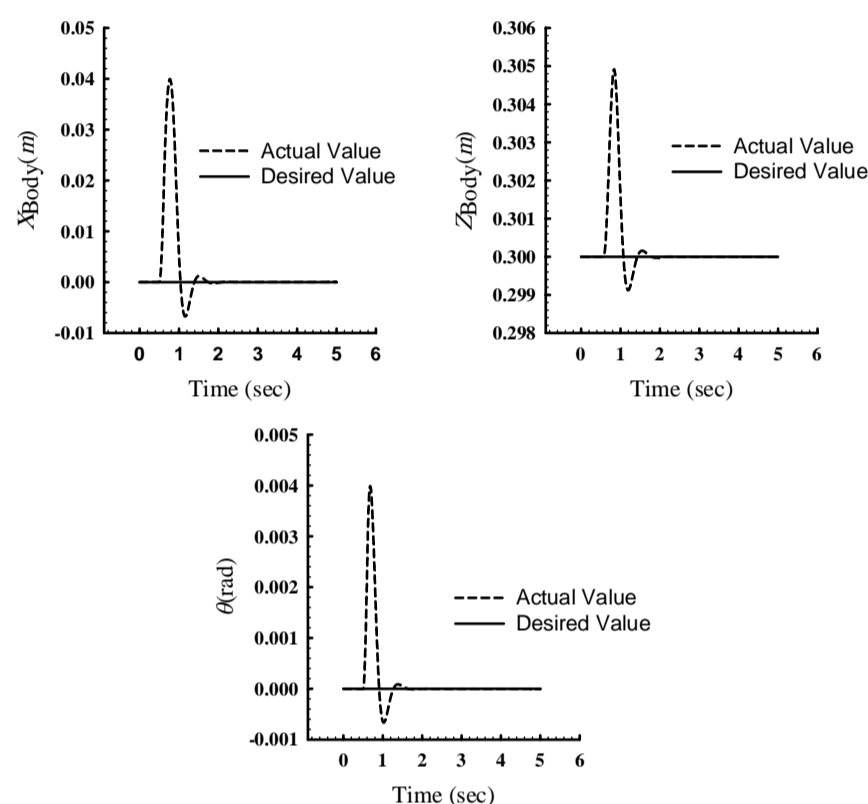 0.05
0.04
0.03
0.02
0.01
0.00
-0.01
XBody(m)
Actual Value
Desired Value
0 1 2 3 4 5 6
Time (sec)
0.306
0.305
0.304
0.303
0.302
0.301
0.300
0.299
0.298
ZBody(m)
Actual Value
Desired Value
0 1 2 3 4 5 6
Time (sec)
0.005
0.004
0.003
0.002
0.001
0.000
-0.001
θ(rad)
Actual Value
Desired Value
0 1 2 3 4 5 6
Time (sec)